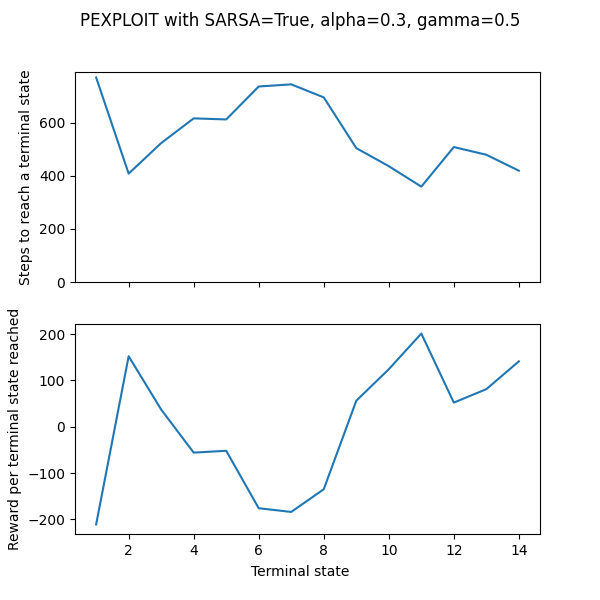 PEXPLOIT with SARSA=True, alpha=0.3, gamma=0.5
Steps to reach a terminal state
600
400
200
0
Reward per terminal state reached
200
100
0
−100
−200
2 4 6 8 10 12 14
Terminal state